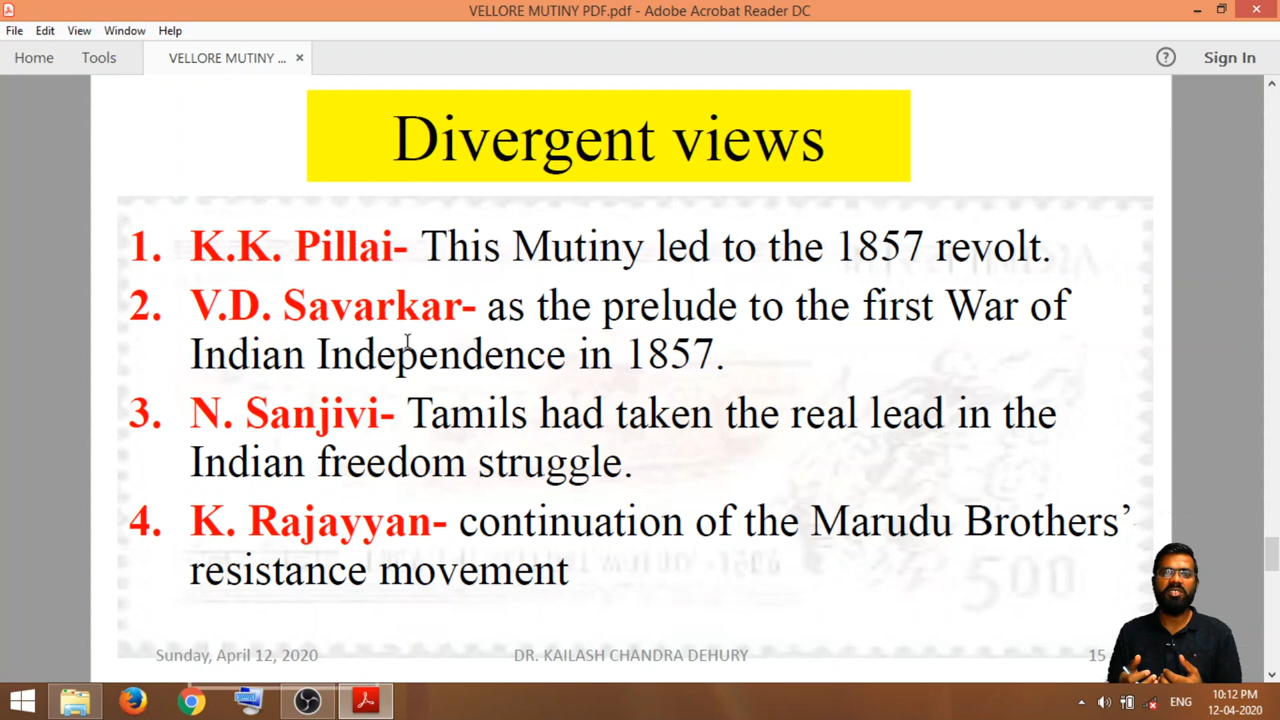 VELLORE MUTINY PDF.pdf - Adobe Acrobat Reader DC
File Edit View Window Help
Home Tools VELLORE MUTINY ... × Sign In
Divergent views
1. K.K. Pillai- This Mutiny led to the 1857 revolt.
2. V.D. Savarkar- as the prelude to the first War of
Indian Independence in 1857.
3. N. Sanjivi- Tamils had taken the real lead in the
Indian freedom struggle.
4. K. Rajayyan- continuation of the Marudu Brothers’
resistance movement
500
Sunday, April 12, 2020 DR. KAILASH CHANDRA DEHURY 15
ENG 10:12 PM
12-04-2020